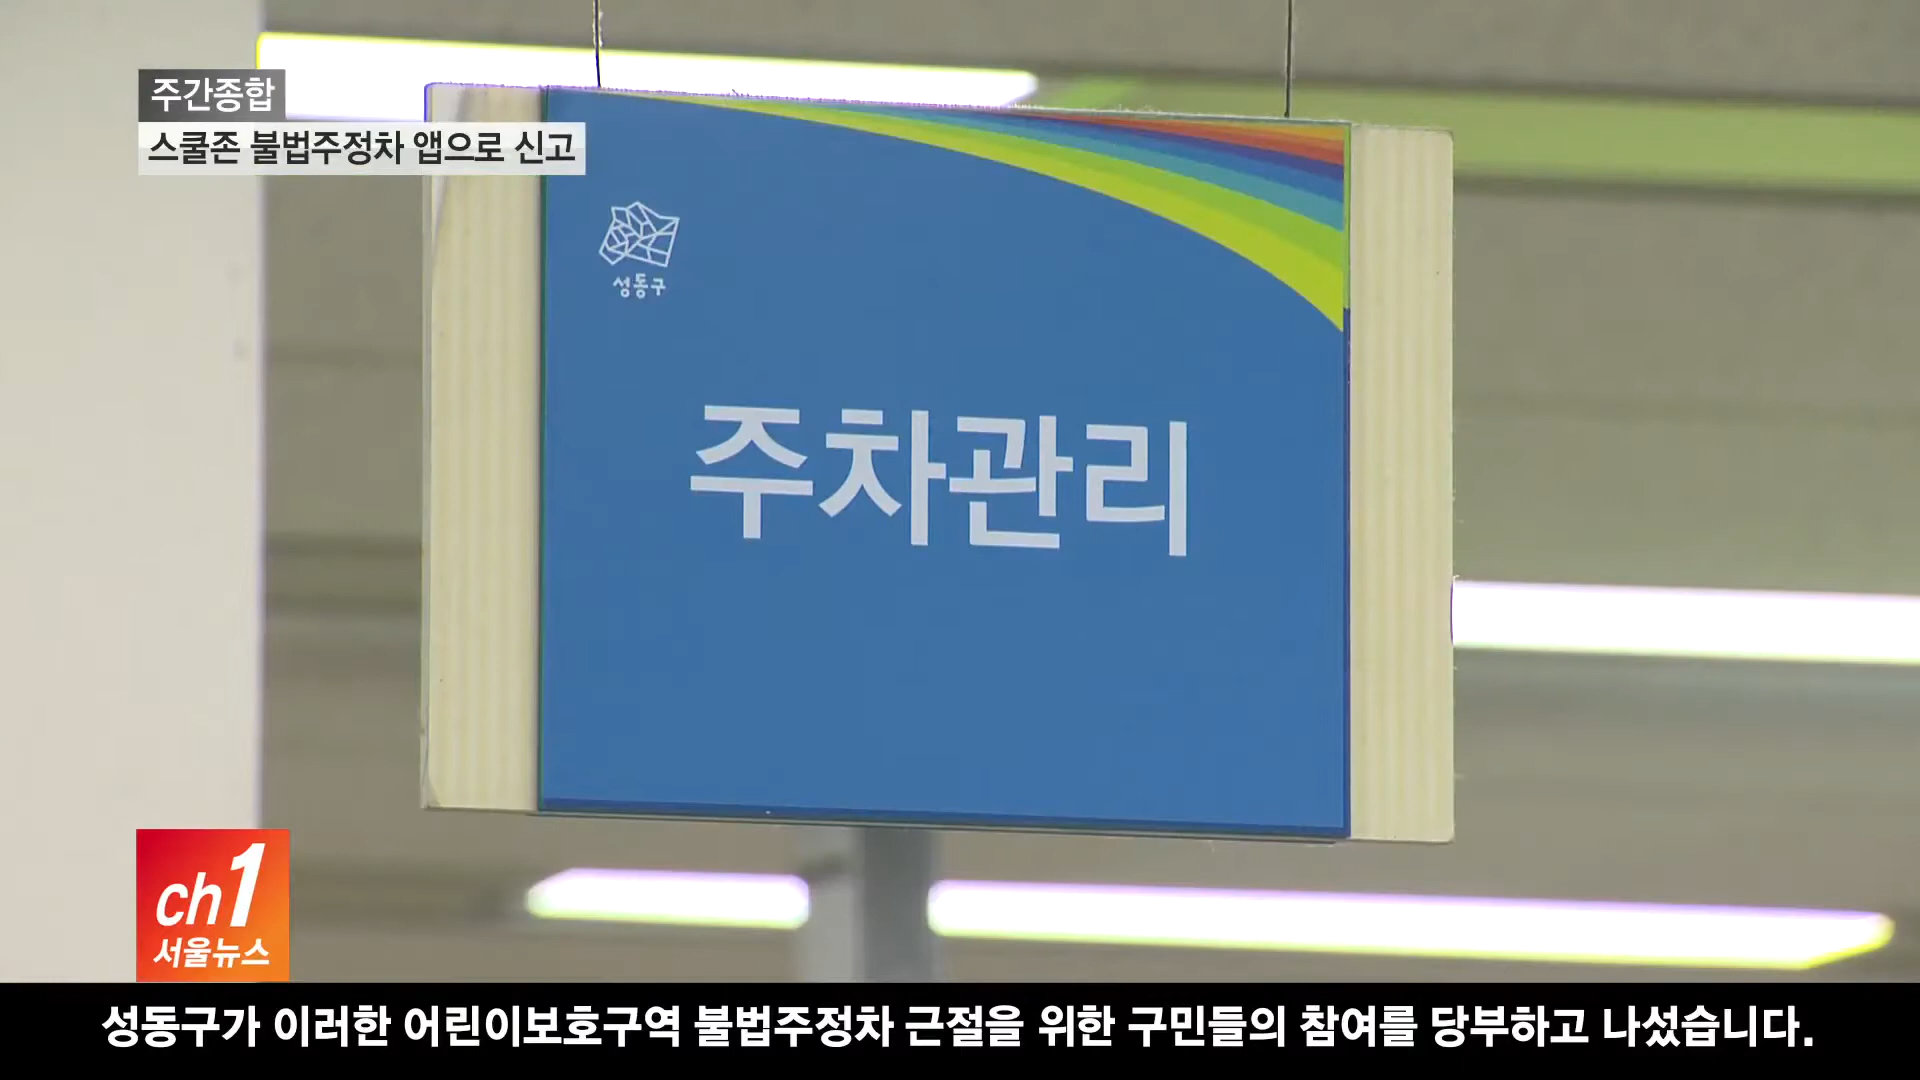 주간종합
스쿨존 불법주정차 앱으로 신고
성동구
주차관리
ch1
서울뉴스
성동구가 이러한 어린이보호구역 불법주정차 근절을 위한 구민들의 참여를 당부하고 나섰습니다.